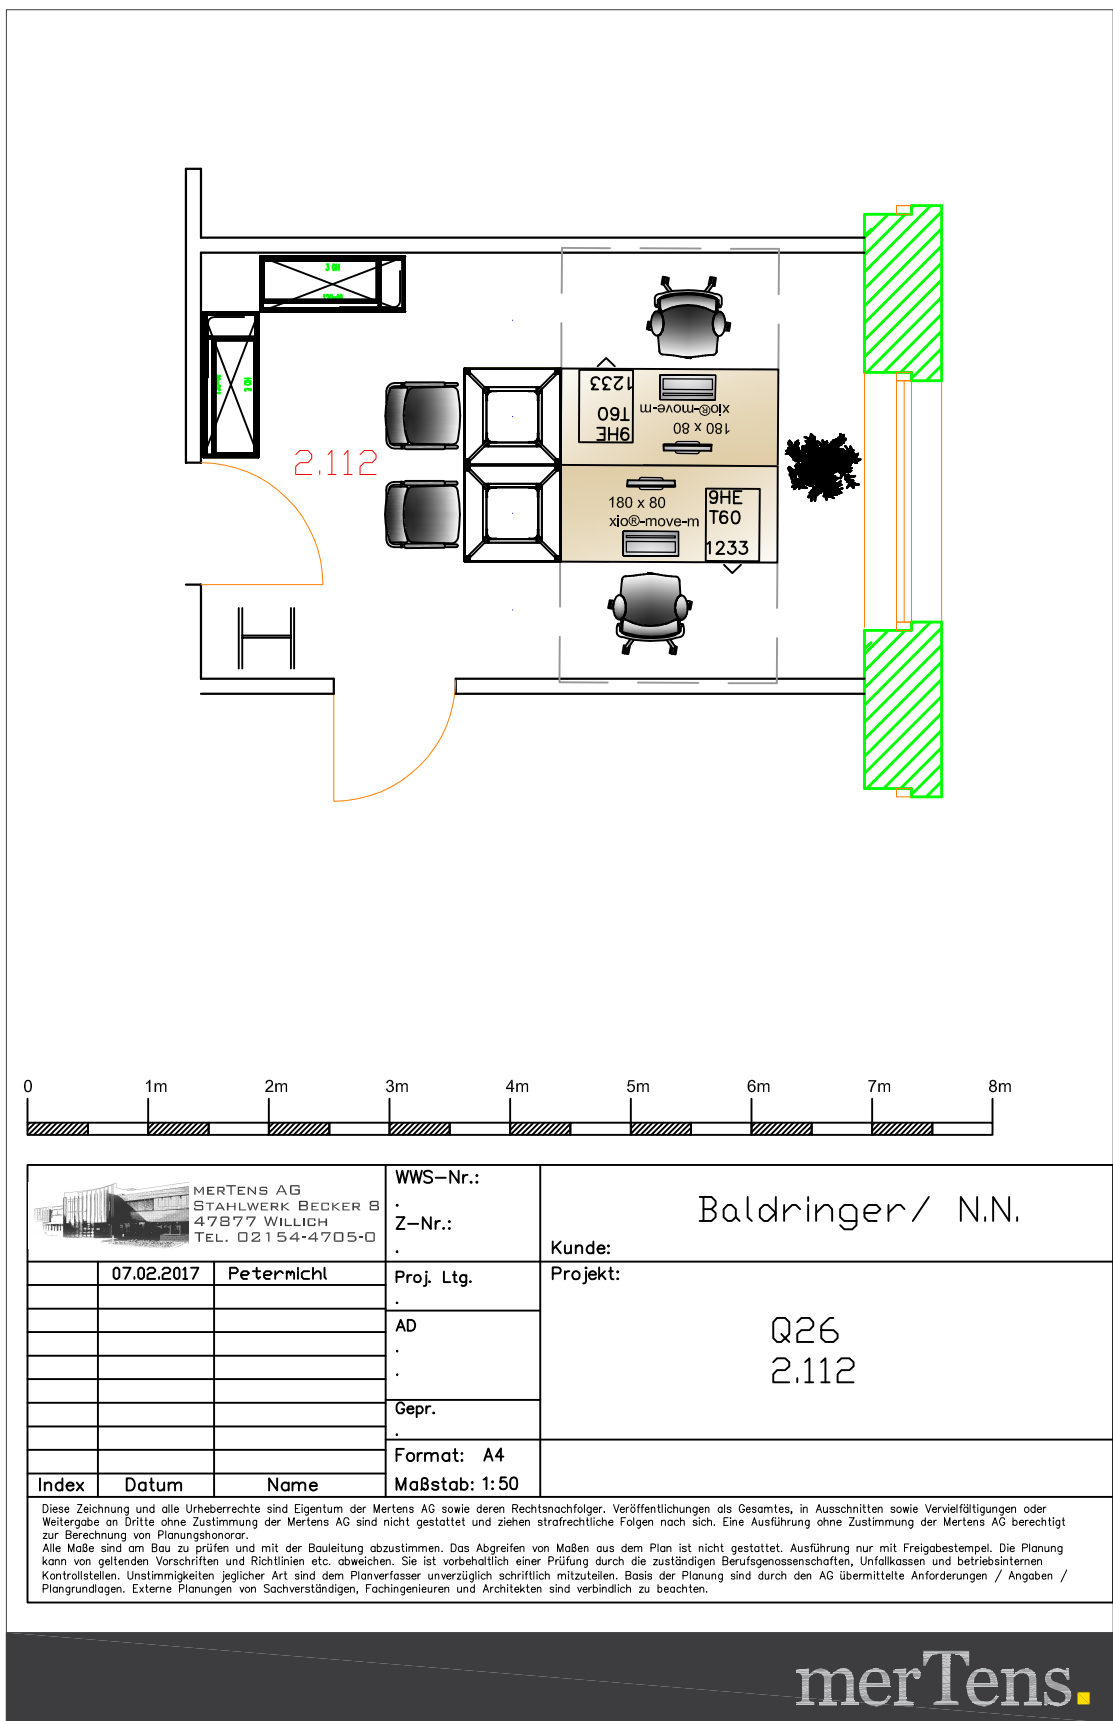 3 OH
3 OH
2.112
1233
T60
9HE
xio®-move-m
180 x 80
180 x 80
xio®-move-m
9HE
T60
1233
0 1m 2m 3m 4m 5m 6m 7m 8m
merTens AG
Stahlwerk Becker 8
47877 Willich
Tel. 02154-4705-0
WWS-Nr.:
.
Z-Nr.:
.
Baldringer/ N.N.
Kunde:
07.02.2017 Petermichl
Proj. Ltg.
.
AD
.
.
Gepr.
.
Projekt:
Q26
2.112
Format: A4
Maßstab: 1:50
Index Datum Name
Diese Zeichnung und alle Urheberrechte sind Eigentum der Mertens AG sowie deren Rechtsnachfolger. Veröffentlichungen als Gesamtes, in Ausschnitten sowie Vervielfältigungen oder
Weitergabe an Dritte ohne Zustimmung der Mertens AG sind nicht gestattet und ziehen strafrechtliche Folgen nach sich. Eine Ausführung ohne Zustimmung der Mertens AG berechtigt
zur Berechnung von Planungshonorar.
Alle Maße sind am Bau zu prüfen und mit der Bauleitung abzustimmen. Das Abgreifen von Maßen aus dem Plan ist nicht gestattet. Ausführung nur mit Freigabestempel. Die Planung
kann von geltenden Vorschriften und Richtlinien etc. abweichen. Sie ist vorbehaltlich einer Prüfung durch die zuständigen Berufsgenossenschaften, Unfallkassen und betriebsinternen
Kontrollstellen. Unstimmigkeiten jeglicher Art sind dem Planverfasser unverzüglich schriftlich mitzuteilen. Basis der Planung sind durch den AG übermittelte Anforderungen / Angaben /
Plangrundlagen. Externe Planungen von Sachverständigen, Fachingenieuren und Architekten sind verbindlich zu beachten.
merTens.